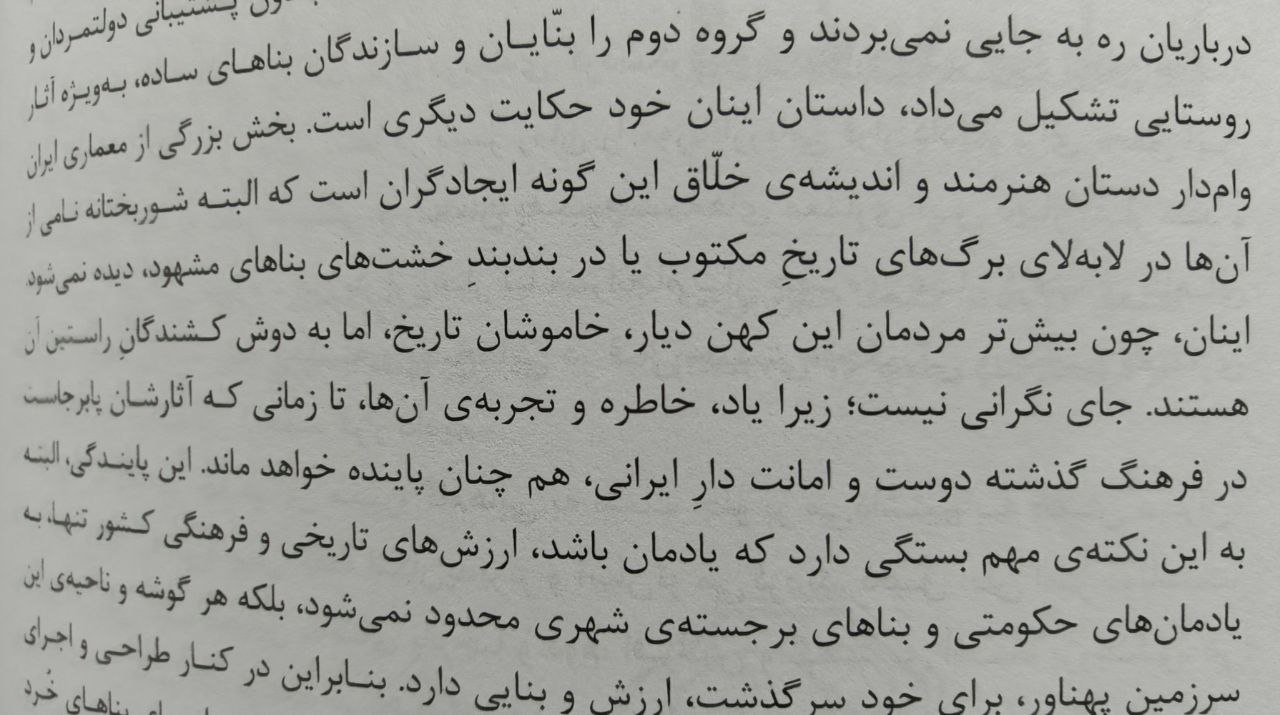 پشتیبانی دولتمردان و
درباریان ره به جایی نمی‌بردند و گروه دوم را بنّایان و سازندگان بناهای ساده، به‌ویژه آثار
روستایی تشکیل می‌داد، داستان اینان خود حکایت دیگری است. بخش بزرگی از معماری ایران
وام‌دار دستان هنرمند و اندیشه‌ی خلّاق این گونه ایجادگران است که البته شوربختانه نامی از
آن‌ها در لابه‌لای برگ‌های تاریخِ مکتوب یا در بندبندِ خشت‌های بناهای مشهود، دیده نمی‌شود.
اینان، چون بیش‌تر مردمان این کهن دیار، خاموشان تاریخ، اما به دوش کشندگانِ راستین آن
هستند. جای نگرانی نیست؛ زیرا یاد، خاطره و تجربه‌ی آن‌ها، تا زمانی که آثارشان پابرجاست
در فرهنگ گذشته دوست و امانت دارِ ایرانی، هم چنان پاینده خواهد ماند. این پایندگی، البته
به این نکته‌ی مهم بستگی دارد که یادمان باشد، ارزش‌های تاریخی و فرهنگی کشور تنها، به
یادمان‌های حکومتی و بناهای برجسته‌ی شهری محدود نمی‌شود، بلکه هر گوشه و ناحیه‌ی این
سرزمین پهناور، برای خود سرگذشت، ارزش و بنایی دارد. بنابراین در کنار طراحی و اجرای
بناهای خُرد